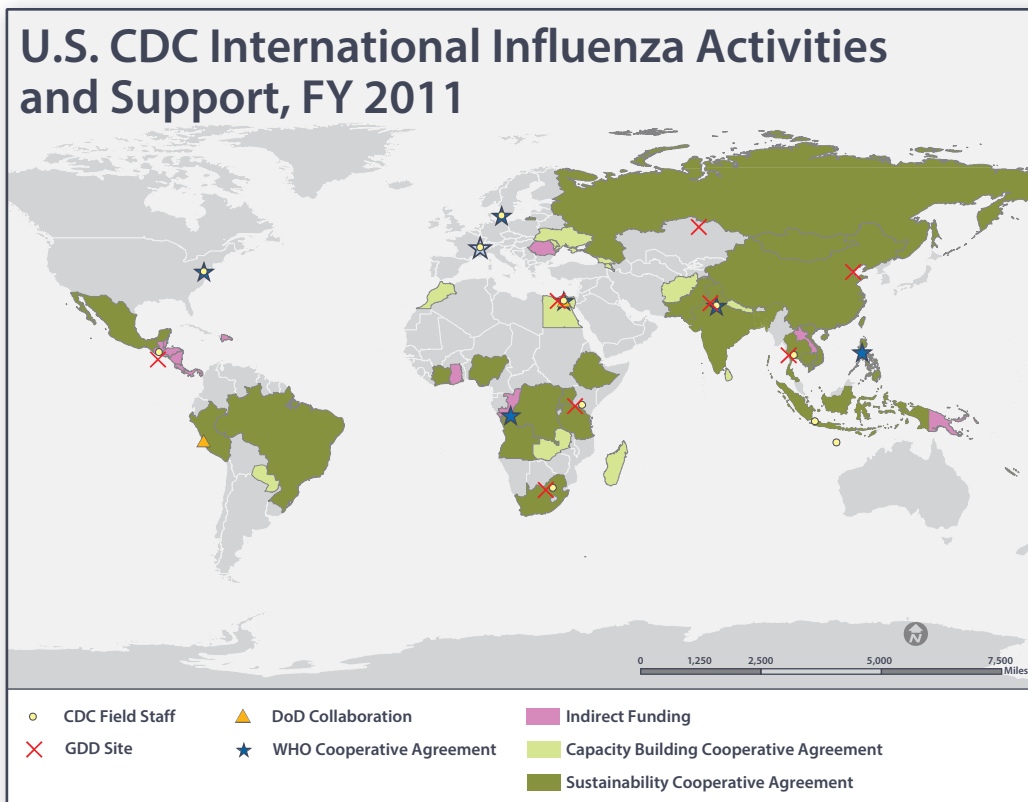 U.S. CDC International Influenza Activities
and Support, FY 2011
N
0 1,250 2,500 5,000 7,500
Miles
CDC Field Staff
DoD Collaboration
Indirect Funding
GDD Site
WHO Cooperative Agreement
Capacity Building Cooperative Agreement
Sustainability Cooperative Agreement